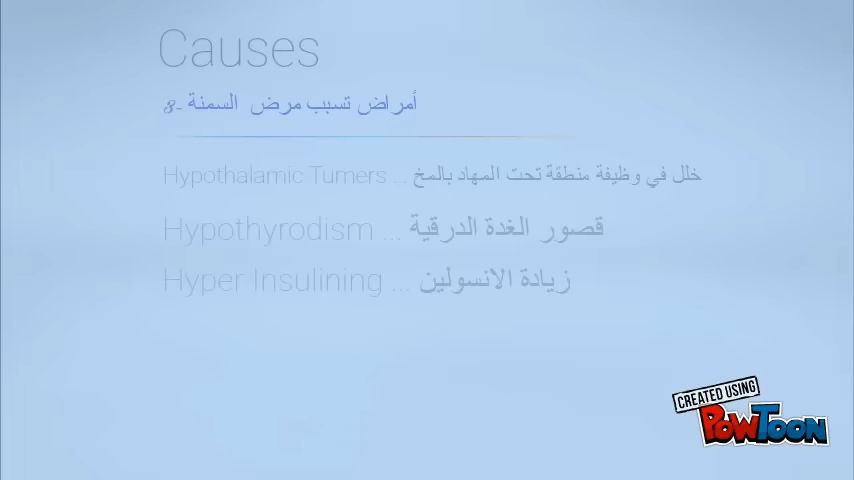 Causes
8- أمراض تسبب مرض السمنة
Hypothalamic Tumers ... خلل في وظيفة منطقة تحت المهاد بالمخ
Hypothyrodism ... قصور الغدة الدرقية
Hyper Insulining ... زيادة الانسولين
CREATED USING
POWTOON